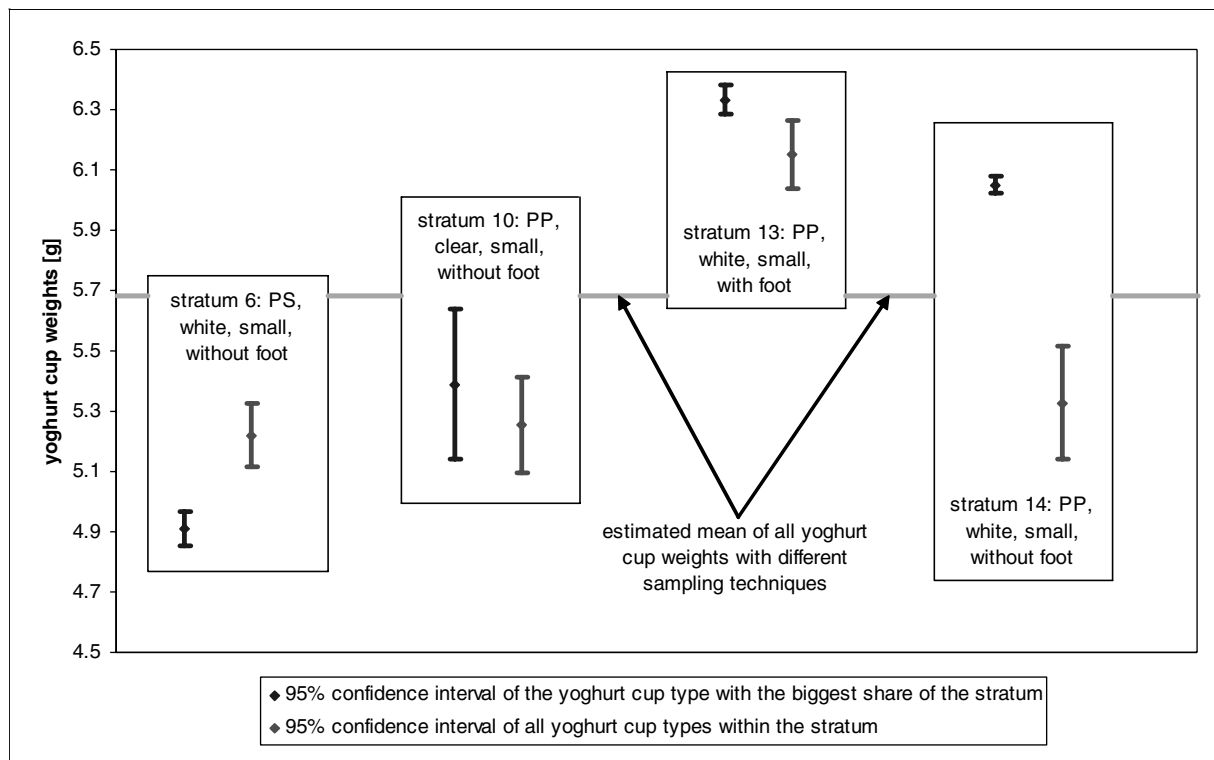 6.5
6.3
6.1
5.9
5.7
5.5
5.3
5.1
4.9
4.7
4.5
yoghurt cup weights [g]
stratum 6: PS,
white, small,
without foot
stratum 10: PP,
clear, small,
without foot
stratum 13: PP,
white, small,
with foot
stratum 14: PP,
white, small,
without foot
estimated mean of all yoghurt
cup weights with different
sampling techniques
95% confidence interval of the yoghurt cup type with the biggest share of the stratum
95% confidence interval of all yoghurt cup types within the stratum